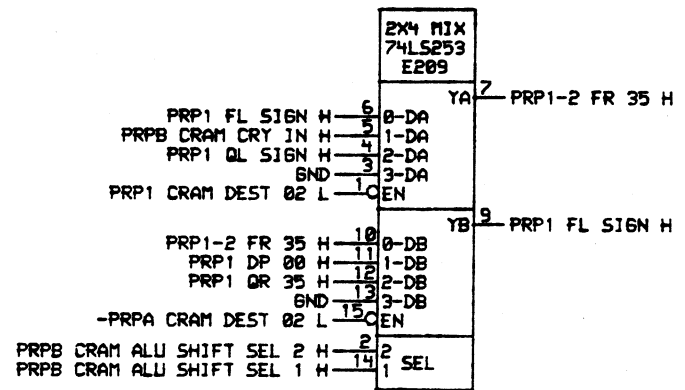 2X4 MIX
74LS253
E209
YA 7 PRP1-2 FR 35 H
PRP1 FL SIGN H 6 0-DA
PRPB CRAM CRY IN H 5 1-DA
PRP1 QL SIGN H 4 2-DA
GND 3 3-DA
PRP1 CRAM DEST 02 L 1 EN
YB 9 PRP1 FL SIGN H
PRP1-2 FR 35 H 10 0-DB
PRP1 DP 00 H 11 1-DB
PRP1 QR 35 H 12 2-DB
GND 13 3-DB
-PRPA CRAM DEST 02 L 15 EN
PRPB CRAM ALU SHIFT SEL 2 H 2 2
SEL
PRPB CRAM ALU SHIFT SEL 1 H 14 1